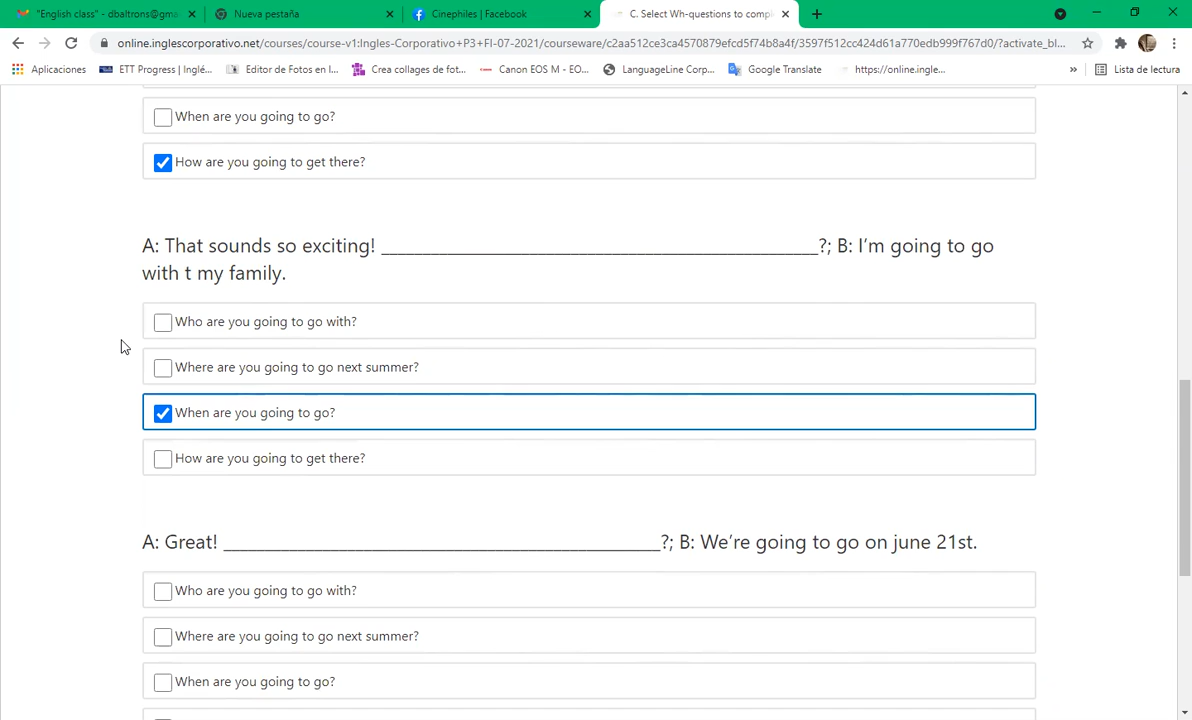 "English class" - dbaltrons@gma
Nueva pestaña
Cinephiles | Facebook
C. Select Wh-questions to compl
online.inglescorporativo.net/courses/course-v1:Ingles-Corporativo+P3+FI-07-2021/courseware/c2aa512ce3ca4570879efcd5f74b8a4f/3597f512cc424d61a770edb999f767d0/?activate_bl...
Aplicaciones
ETT Progress | Inglé...
Editor de Fotos en l...
Crea collages de fot...
Canon EOS M - EO...
LanguageLine Corp...
Google Translate
https://online.ingle...
»
Lista de lectura
When are you going to go?
How are you going to get there?
A: That sounds so exciting! ________________________________________?; B: I'm going to go
with t my family.
Who are you going to go with?
Where are you going to go next summer?
When are you going to go?
How are you going to get there?
A: Great! ________________________________________?; B: We're going to go on june 21st.
Who are you going to go with?
Where are you going to go next summer?
When are you going to go?